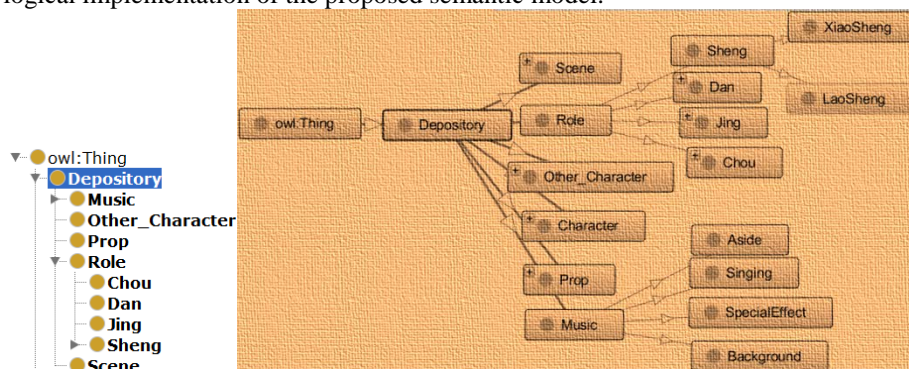 logical implementation of the proposed semantic model.
owl:Thing
Depository
Music
Other_Character
Prop
Role
Chou
Dan
Jing
Sheng
Scene
owl:Thing
Depository
Scene
Role
Other_Character
Character
Prop
Music
Sheng
Dan
Jing
Chou
XiaoSheng
LaoSheng
Aside
Singing
SpecialEffect
Background